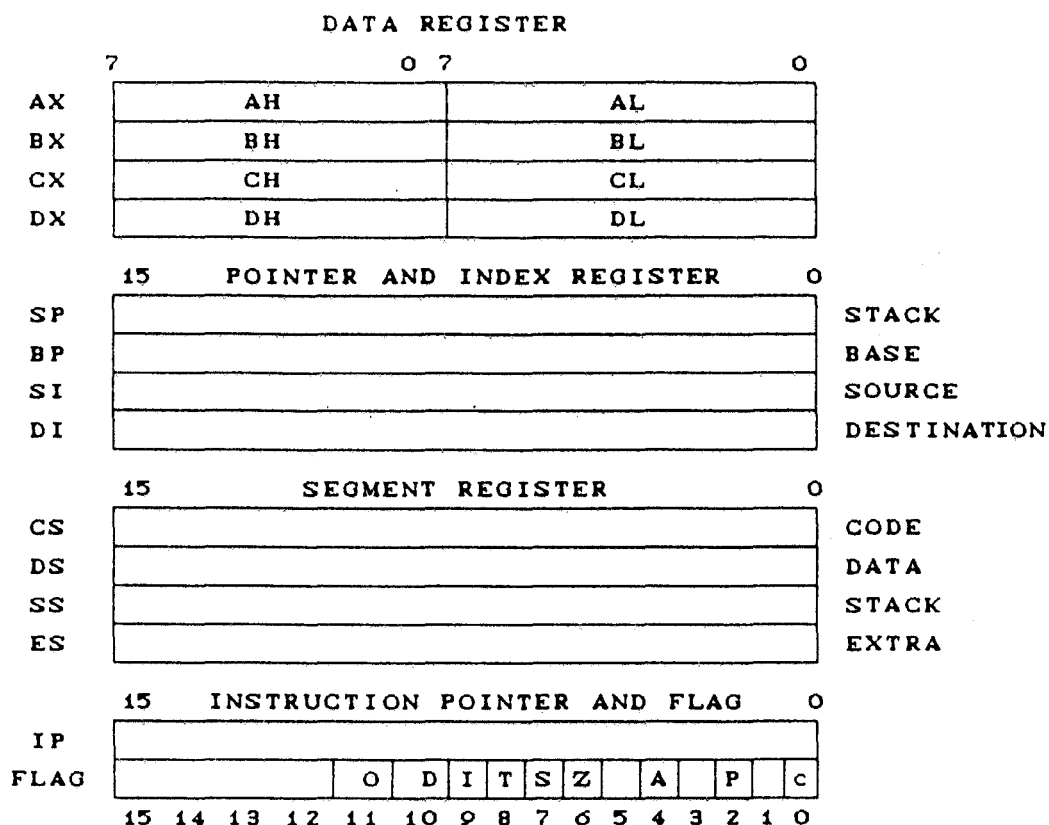 DATA REGISTER
7 0 7 0
AX AH AL
BX BH BL
CX CH CL
DX DH DL
15 POINTER AND INDEX REGISTER 0
SP STACK
BP BASE
SI SOURCE
DI DESTINATION
15 SEGMENT REGISTER 0
CS CODE
DS DATA
SS STACK
ES EXTRA
15 INSTRUCTION POINTER AND FLAG 0
IP
FLAG O D I T S Z A P c
15 14 13 12 11 10 9 8 7 6 5 4 3 2 1 0